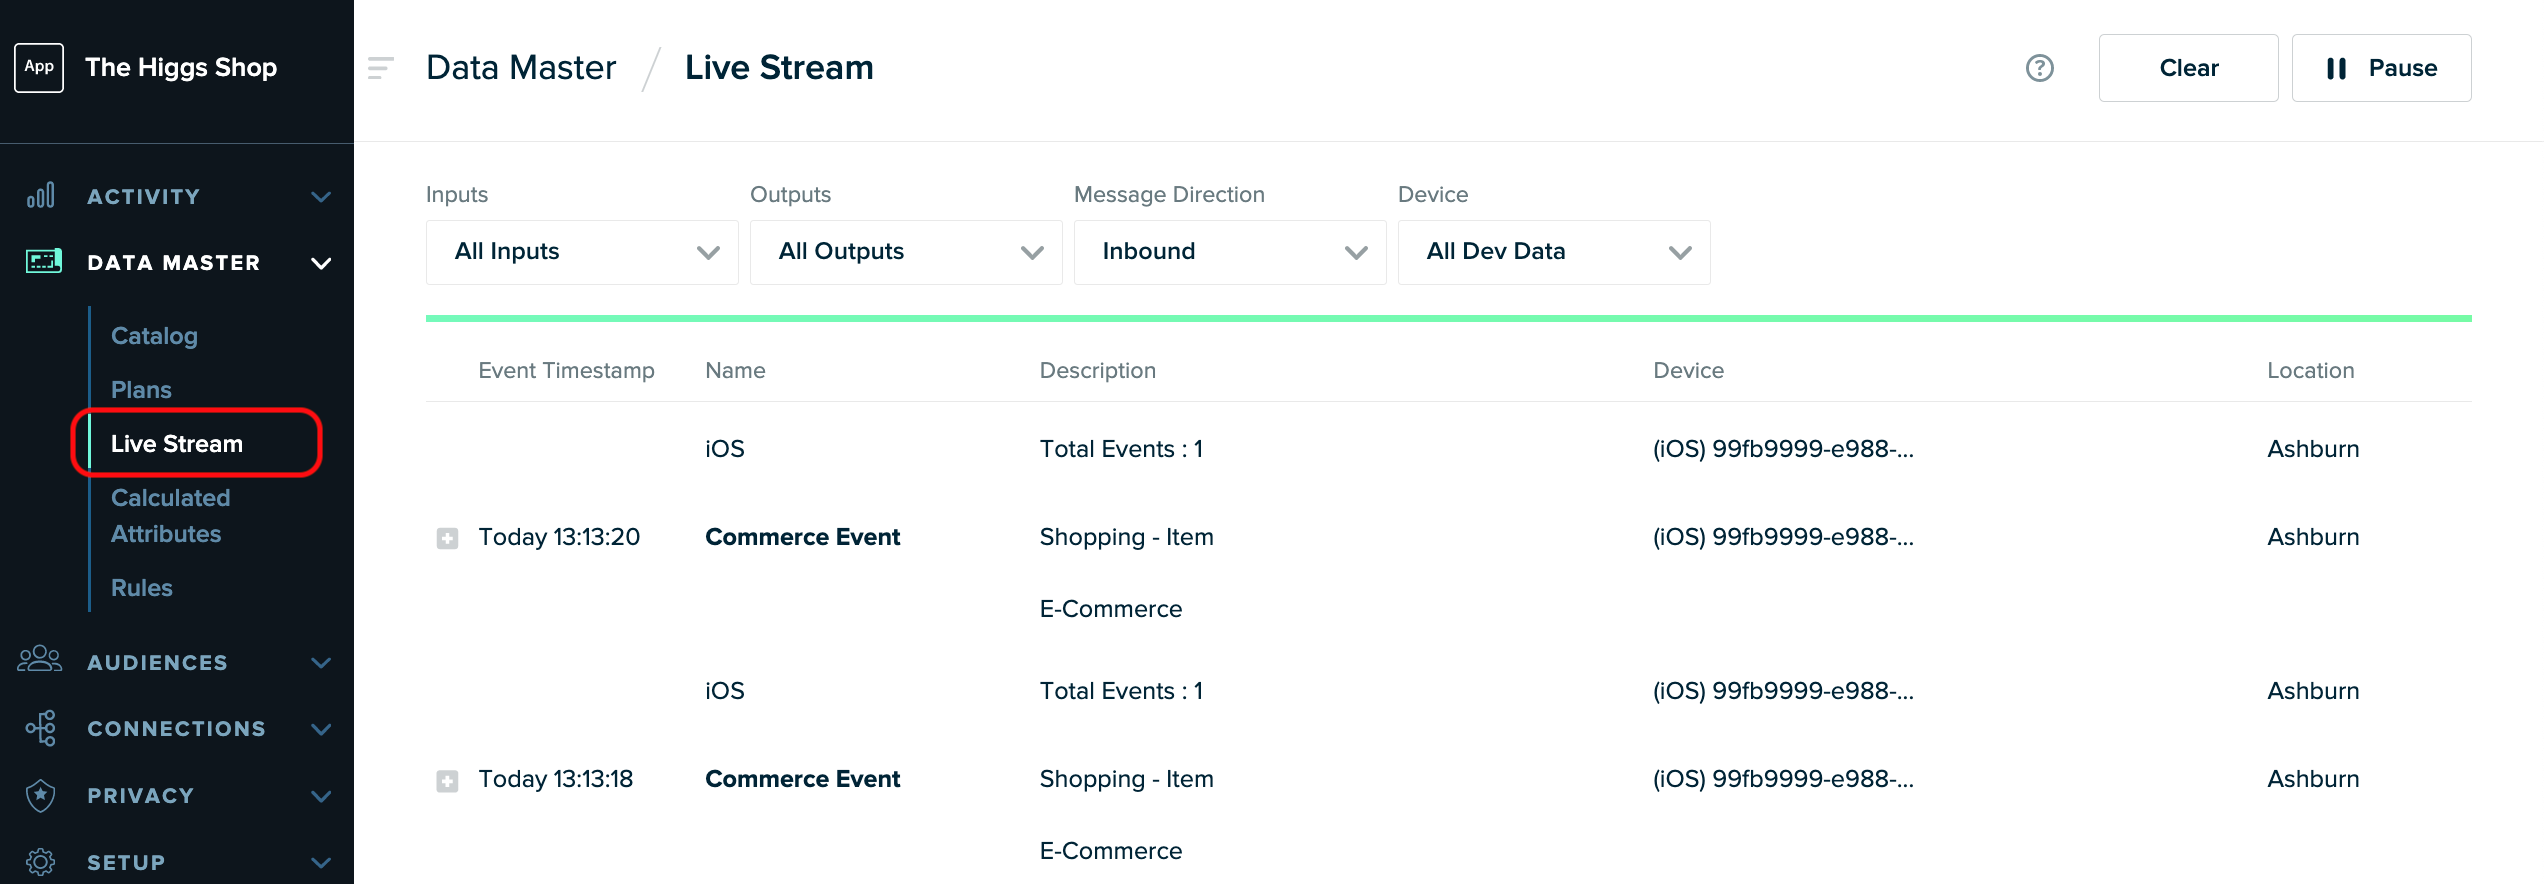 App
The Higgs Shop
ACTIVITY
DATA MASTER
Catalog
Plans
Live Stream
Calculated
Attributes
Rules
AUDIENCES
CONNECTIONS
PRIVACY
SETUP
Data Master / Live Stream
? Clear Pause
Inputs Outputs Message Direction Device
All Inputs All Outputs Inbound All Dev Data
Event Timestamp Name Description Device Location
iOS Total Events : 1 (iOS) 99fb9999-e988-... Ashburn
Today 13:13:20 Commerce Event Shopping - Item (iOS) 99fb9999-e988-... Ashburn
E-Commerce
iOS Total Events : 1 (iOS) 99fb9999-e988-... Ashburn
Today 13:13:18 Commerce Event Shopping - Item (iOS) 99fb9999-e988-... Ashburn
E-Commerce